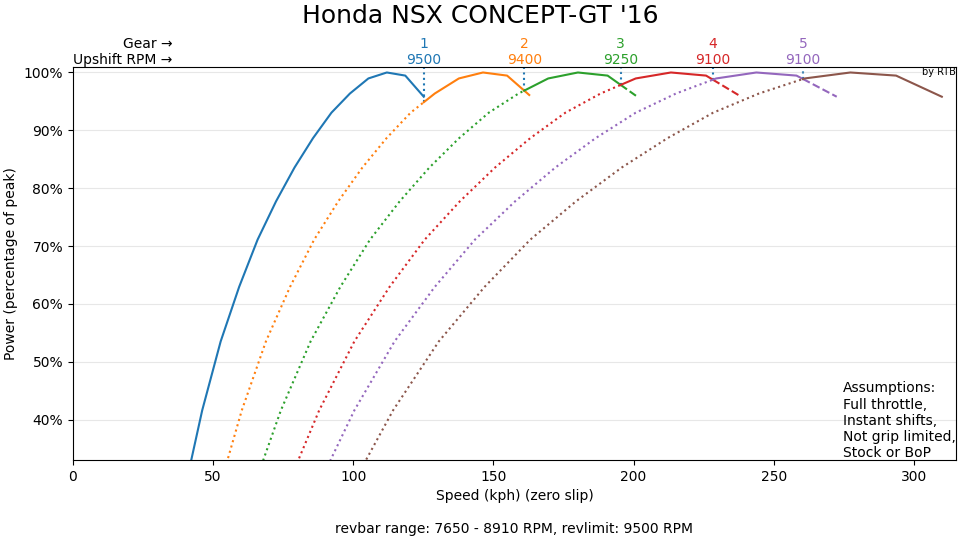 Honda NSX CONCEPT-GT '16
Gear → 1 2 3 4 5
Upshift RPM → 9500 9400 9250 9100 9100
by RTB
100%
90%
80%
70%
60%
50%
40%
Power (percentage of peak)
Assumptions:
Full throttle,
Instant shifts,
Not grip limited,
Stock or BoP
0 50 100 150 200 250 300
Speed (kph) (zero slip)
revbar range: 7650 - 8910 RPM, revlimit: 9500 RPM